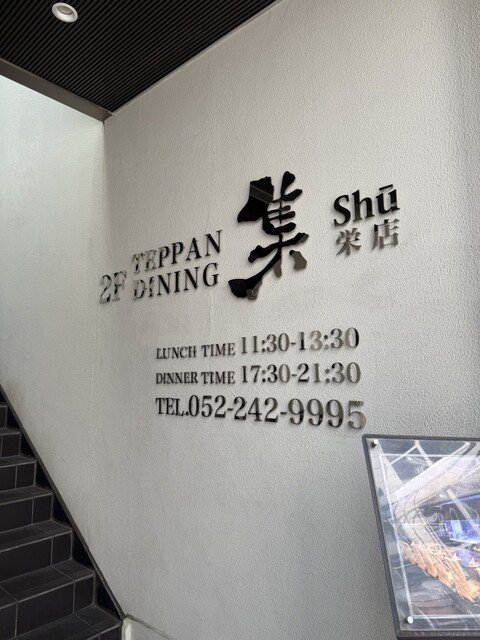 2F TEPPAN DINING 集 Shū 栄店
LUNCH TIME 11:30-13:30
DINNER TIME 17:30-21:30
TEL.052-242-9995